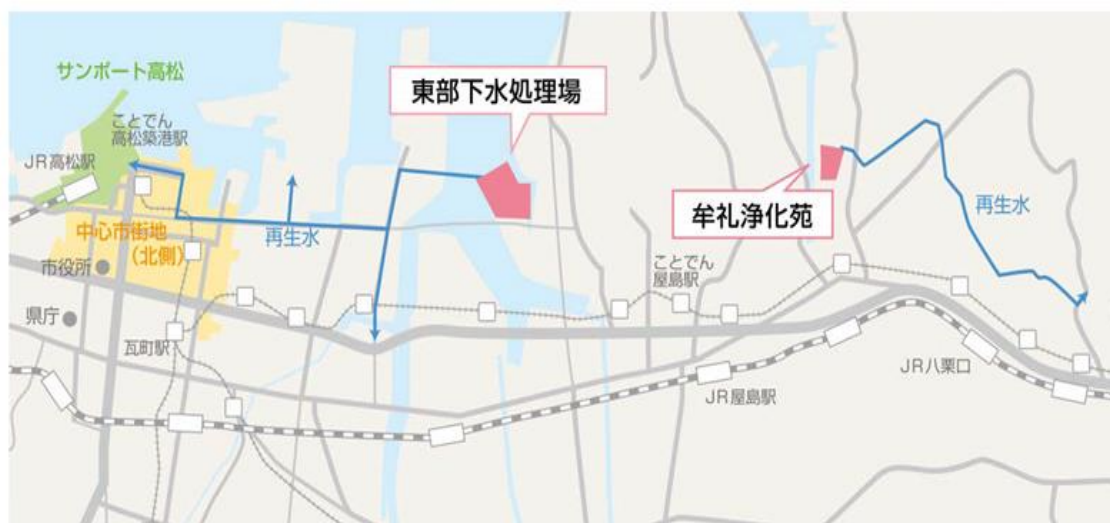 サンポート高松
ことでん
高松築港駅
JR高松駅
東部下水処理場
中心市街地
（北側）
再生水
市役所
県庁
瓦町駅
牟礼浄化苑
再生水
ことでん
屋島駅
JR屋島駅
JR八栗口